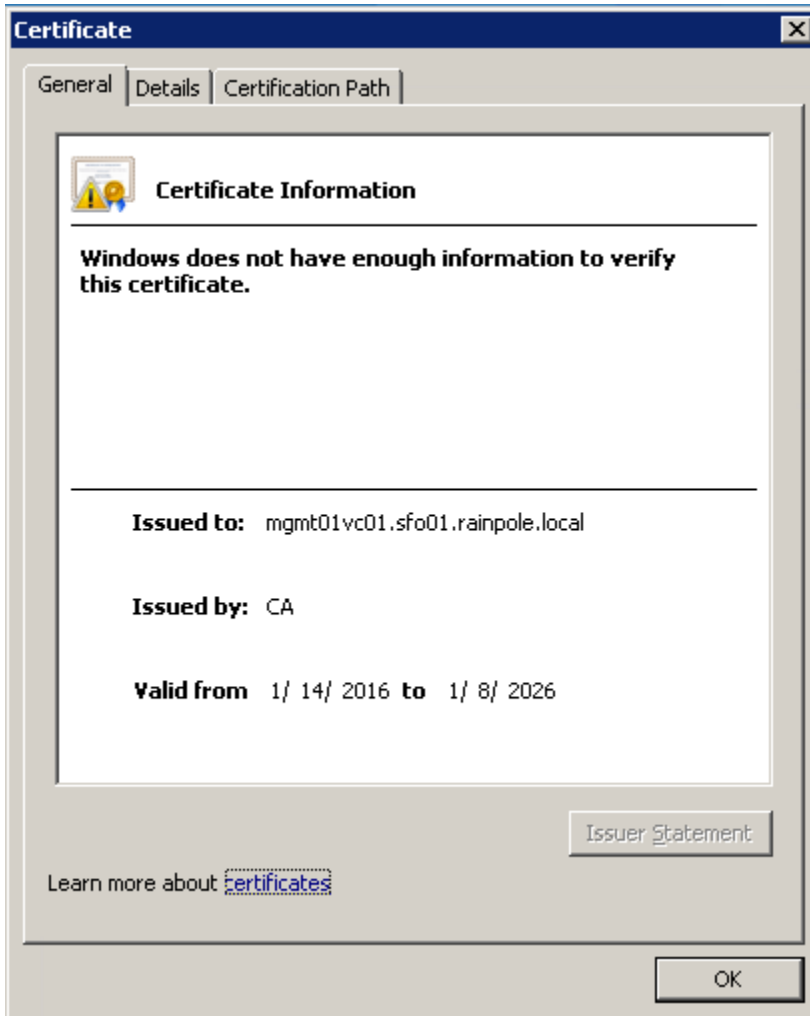 Certificate
General
Details
Certification Path
Certificate Information
Windows does not have enough information to verify
this certificate.
Issued to: mgmt01vc01.sfo01.rainpole.local
Issued by: CA
Valid from 1/ 14/ 2016 to 1/ 8/ 2026
Issuer Statement
Learn more about certificates
OK